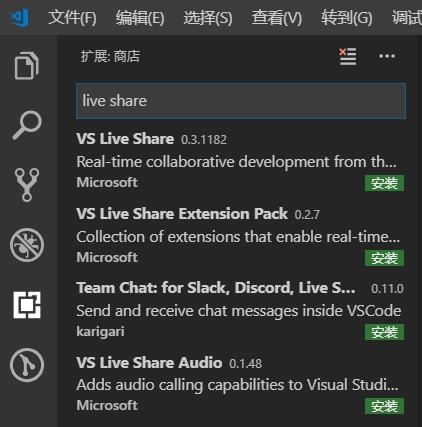 文件(F) 编辑(E) 选择(S) 查看(V) 转到(G) 调试
扩展: 商店
live share
VS Live Share 0.3.1182
Real-time collaborative development from th...
Microsoft 安装
VS Live Share Extension Pack 0.2.7
Collection of extensions that enable real-time...
Microsoft 安装
Team Chat: for Slack, Discord, Live S... 0.11.0
Send and receive chat messages inside VSCode
karigari 安装
VS Live Share Audio 0.1.48
Adds audio calling capabilities to Visual Studi...
Microsoft 安装